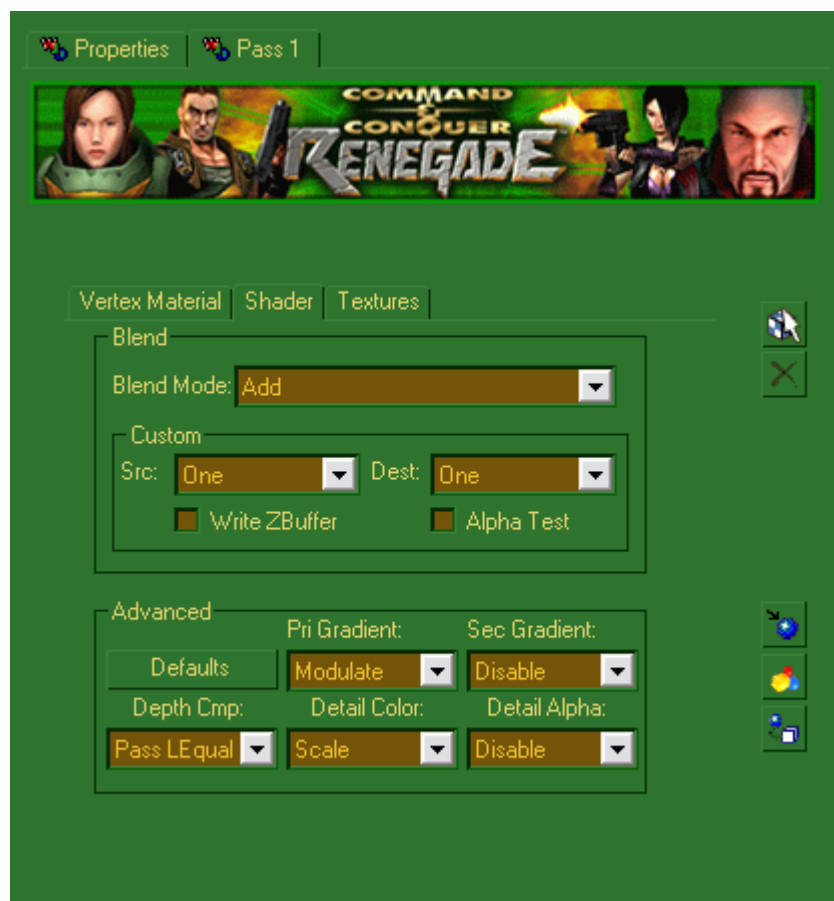 Properties Pass 1
COMMAND
&
CONQUER
RENEGADE
Vertex Material Shader Textures
Blend
Blend Mode: Add
Custom
Src: One Dest: One
Write ZBuffer Alpha Test
Advanced
Pri Gradient: Sec Gradient:
Defaults Modulate Disable
Depth Cmp: Detail Color: Detail Alpha:
Pass LEqual Scale Disable